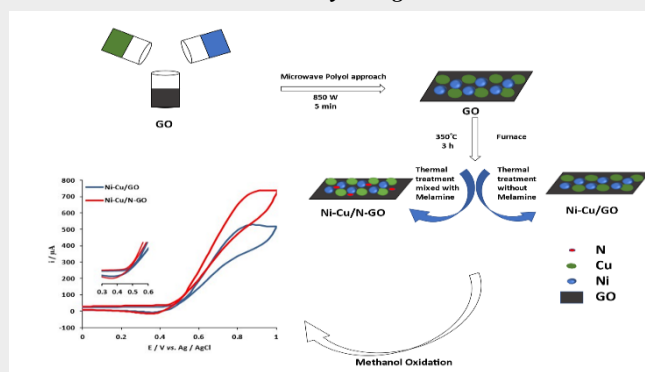 GO
Microwave Polyol approach
850 W
5 min
GO
350°C
3 h
Furnace
Thermal
treatment
mixed with
Melamine
Thermal
treatment
without
Melamine
Ni-Cu/N-GO
Ni-Cu/GO
N
Cu
Ni
GO
Methanol Oxidation
Ni-Cu/GO
Ni-Cu/N-GO
i / µA
800
700
600
500
400
300
200
100
0
-100
0.3 0.4 0.5 0.6
0 0.2 0.4 0.6 0.8 1
E / V vs. Ag / AgCl